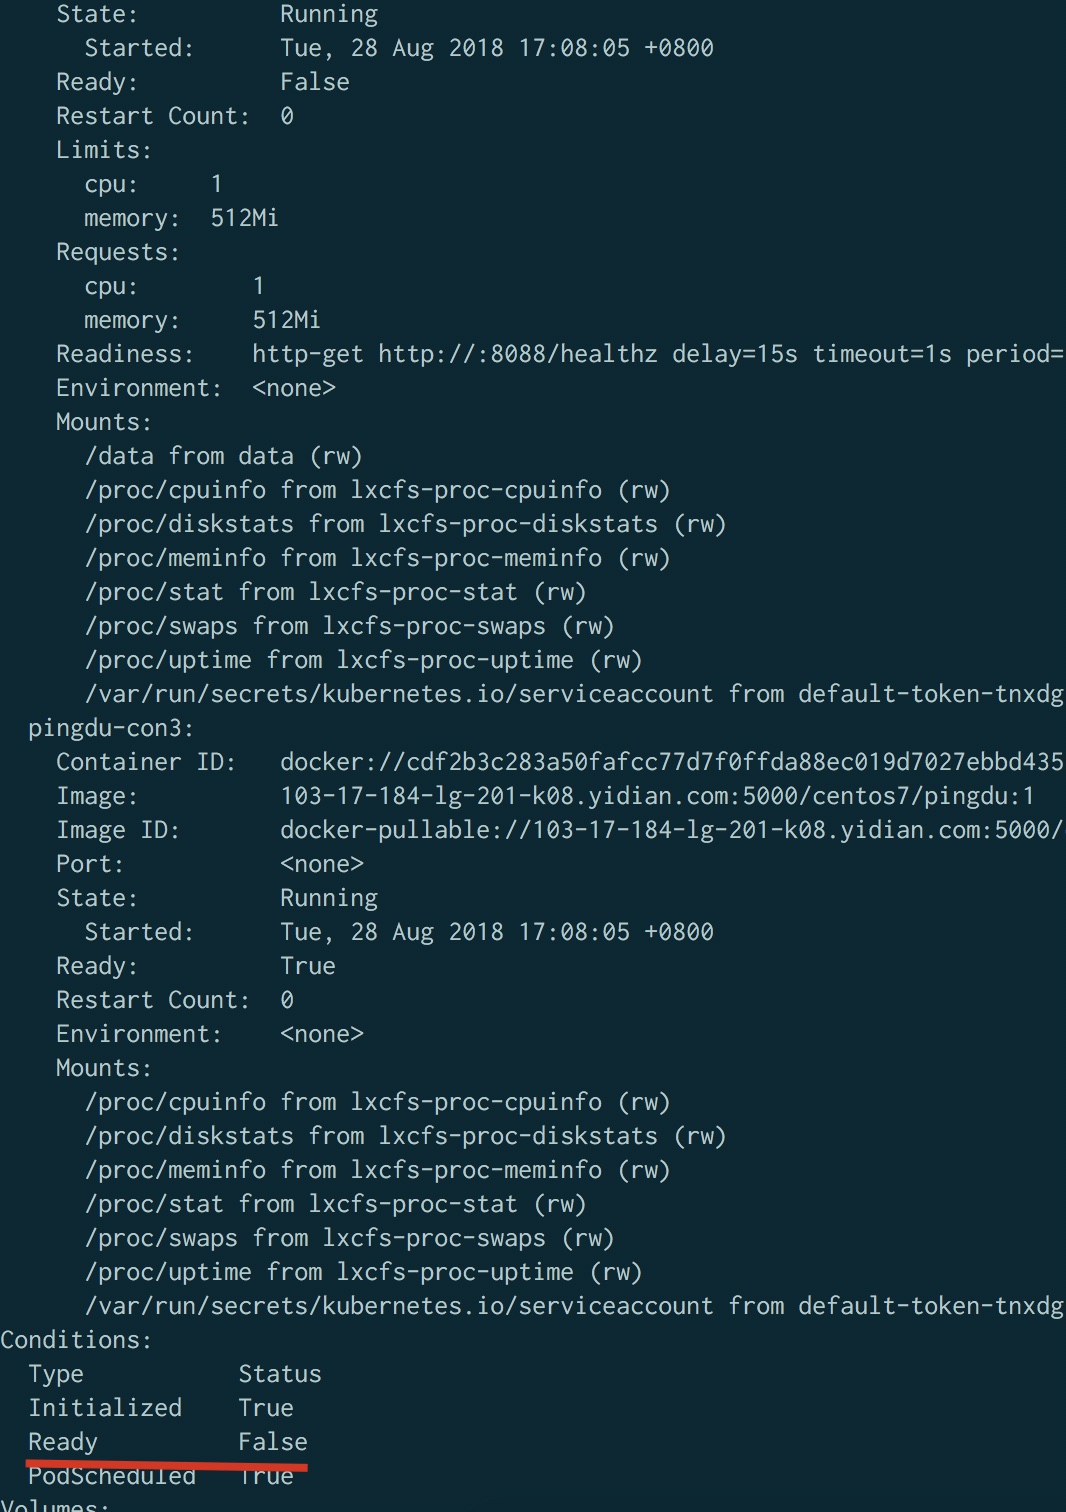 State: Running
Started: Tue, 28 Aug 2018 17:08:05 +0800
Ready: False
Restart Count: 0
Limits:
cpu: 1
memory: 512Mi
Requests:
cpu: 1
memory: 512Mi
Readiness: http-get http://:8088/healthz delay=15s timeout=1s period=
Environment: <none>
Mounts:
/data from data (rw)
/proc/cpuinfo from lxcfs-proc-cpuinfo (rw)
/proc/diskstats from lxcfs-proc-diskstats (rw)
/proc/meminfo from lxcfs-proc-meminfo (rw)
/proc/stat from lxcfs-proc-stat (rw)
/proc/swaps from lxcfs-proc-swaps (rw)
/proc/uptime from lxcfs-proc-uptime (rw)
/var/run/secrets/kubernetes.io/serviceaccount from default-token-tnxdg
pingdu-con3:
Container ID: docker://cdf2b3c283a50fafcc77d7f0ffda88ec019d7027ebbd435
Image: 103-17-184-lg-201-k08.yidian.com:5000/centos7/pingdu:1
Image ID: docker-pullable://103-17-184-lg-201-k08.yidian.com:5000/
Port: <none>
State: Running
Started: Tue, 28 Aug 2018 17:08:05 +0800
Ready: True
Restart Count: 0
Environment: <none>
Mounts:
/proc/cpuinfo from lxcfs-proc-cpuinfo (rw)
/proc/diskstats from lxcfs-proc-diskstats (rw)
/proc/meminfo from lxcfs-proc-meminfo (rw)
/proc/stat from lxcfs-proc-stat (rw)
/proc/swaps from lxcfs-proc-swaps (rw)
/proc/uptime from lxcfs-proc-uptime (rw)
/var/run/secrets/kubernetes.io/serviceaccount from default-token-tnxdg
Conditions:
Type Status
Initialized True
Ready False
PodScheduled True
Volumes: